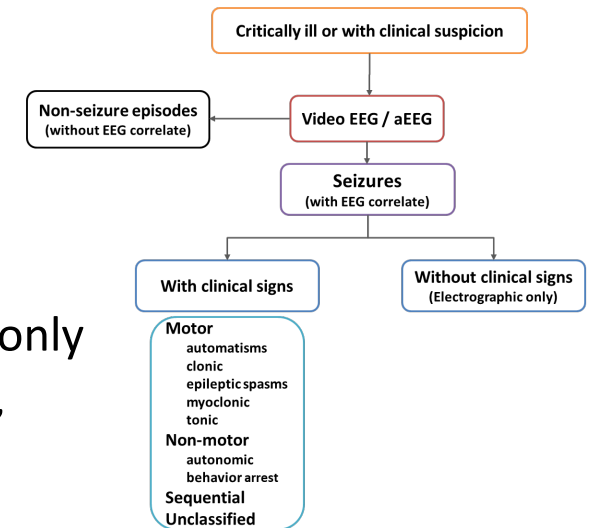 Critically ill or with clinical suspicion
Non-seizure episodes
(without EEG correlate)
Video EEG / aEEG
Seizures
(with EEG correlate)
With clinical signs
Without clinical signs
(Electrographic only)
only
,
Motor
automatisms
clonic
epileptic spasms
myoclonic
tonic
Non-motor
autonomic
behavior arrest
Sequential
Unclassified